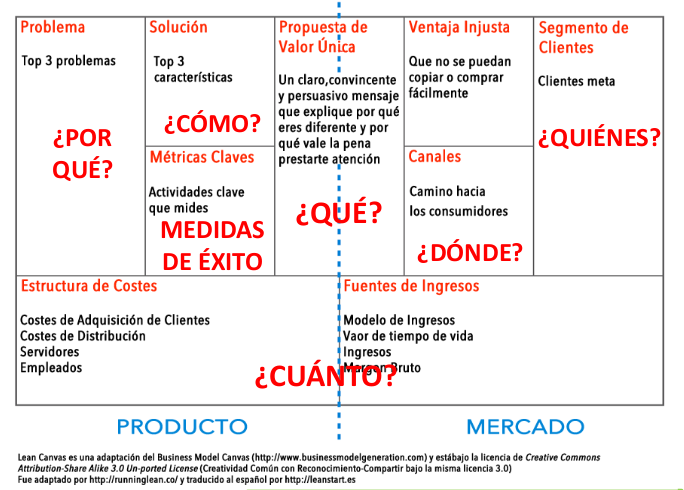 Problema
Top 3 problemas
¿POR
QUÉ?
Solución
Top 3
características
¿CÓMO?
Métricas Claves
Actividades clave
que mides
MEDIDAS
DE ÉXITO
Propuesta de
Valor Única
Un claro,convincente
y persuasivo mensaje
que explique por qué
eres diferente y por
qué vale la pena
prestarte atención
¿QUÉ?
Ventaja Injusta
Que no se puedan
copiar o comprar
fácilmente
Canales
Camino hacia
los consumidores
¿DÓNDE?
Segmento de
Clientes
Clientes meta
¿QUIÉNES?
Estructura de Costes
Costes de Adquisición de Clientes
Costes de Distribución
Servidores
Empleados
Fuentes de Ingresos
Modelo de Ingresos
Vaor de tiempo de vida
Ingresos
Margen Bruto
¿CUÁNTO?
PRODUCTO
MERCADO
Lean Canvas es una adaptación del Business Model Canvas (http://www.businessmodelgeneration.com) y estábajo la licencia de Creative Commons
Attribution-Share Alike 3.0 Un-ported License (Creatividad Común con Reconocimiento-Compartir bajo la misma licencia 3.0)
Fue adaptado por http://runninglean.co/ y traducido al español por http://leanstart.es